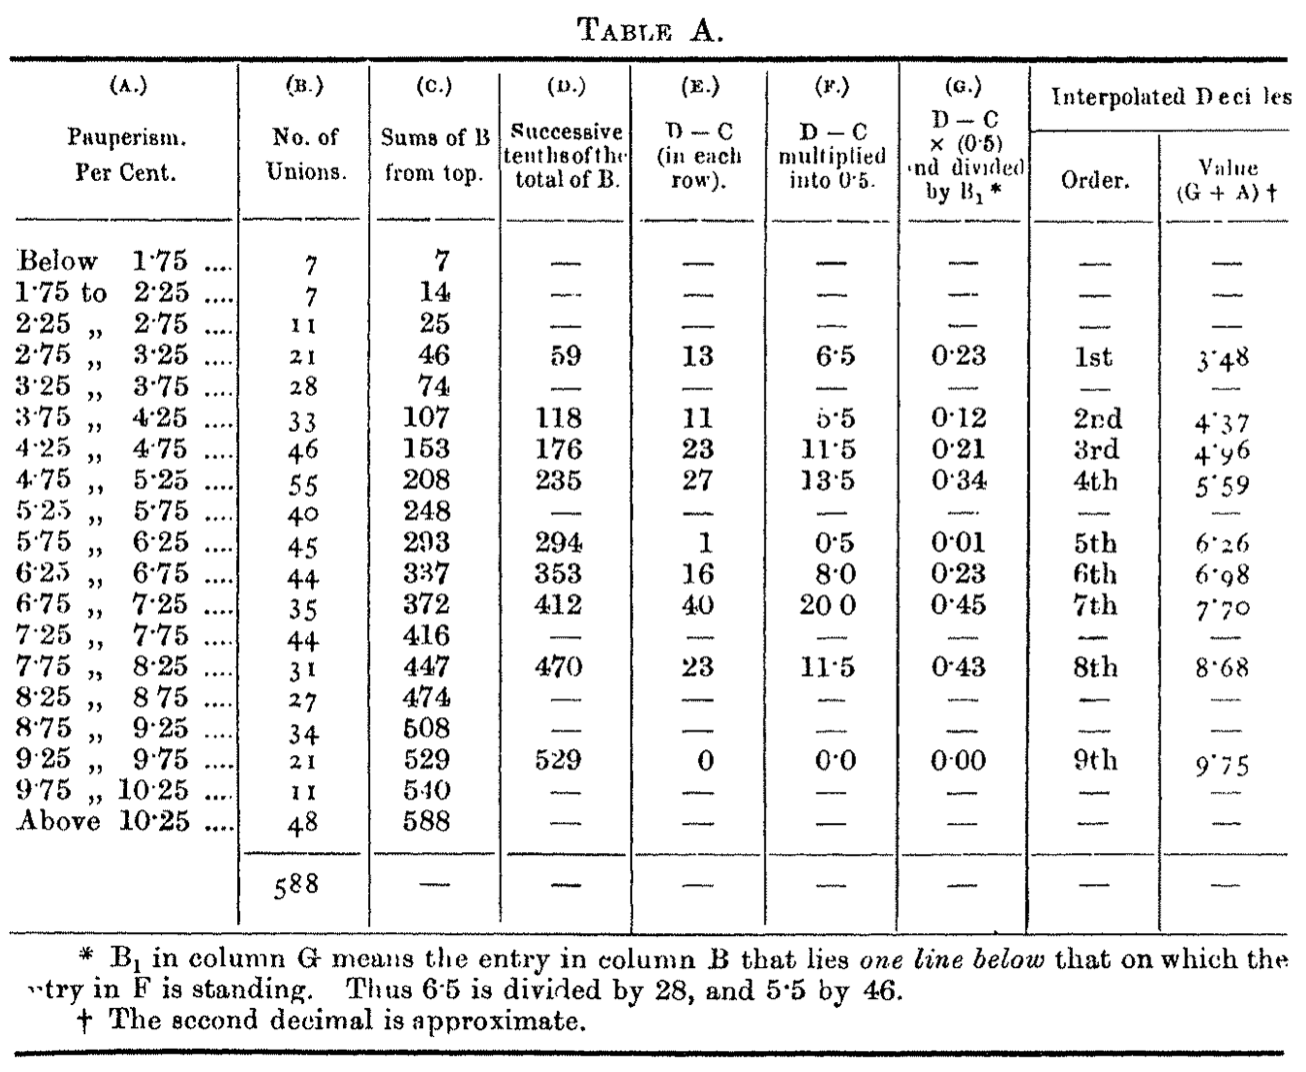 TABLE A.
(A.) (B.) (C.) (D.) (E.) (F.) (G.) Interpolated Deciles
Pauperism. Per Cent. No. of Unions. Sums of B from top. Successive tenths of the total of B. D — C (in each row). D — C multiplied into 0·5. D — C × (0·5) nd divided by B₁ * Order. Value (G + A) †
Below 1·75 .... 7 7 — — — — — —
1·75 to 2·25 .... 7 14 — — — — — —
2·25 „ 2·75 .... 11 25 — — — — — —
2·75 „ 3·25 .... 21 46 59 13 6·5 0·23 1st 3·48
3·25 „ 3·75 .... 28 74 — — — — — —
3·75 „ 4·25 .... 33 107 118 11 5·5 0·12 2nd 4·37
4·25 „ 4·75 .... 46 153 176 23 11·5 0·21 3rd 4·96
4·75 „ 5·25 .... 55 208 235 27 13·5 0·34 4th 5·59
5·25 „ 5·75 .... 40 248 — — — — — —
5·75 „ 6·25 .... 45 293 294 1 0·5 0·01 5th 6·26
6·25 „ 6·75 .... 44 337 353 16 8·0 0·23 6th 6·98
6·75 „ 7·25 .... 35 372 412 40 20 0 0·45 7th 7·70
7·25 „ 7·75 .... 44 416 — — — — — —
7·75 „ 8·25 .... 31 447 470 23 11·5 0·43 8th 8·68
8·25 „ 8 75 .... 27 474 — — — — — —
8·75 „ 9·25 .... 34 508 — — — — — —
9·25 „ 9·75 .... 21 529 529 0 0·0 0·00 9th 9·75
9·75 „ 10·25 .... 11 540 — — — — — —
Above 10·25 .... 48 588 — — — — — —
588 — — — — — — —
* B₁ in column G means the entry in column B that lies one line below that on which the
try in F is standing. Thus 6·5 is divided by 28, and 5·5 by 46.
† The second decimal is approximate.